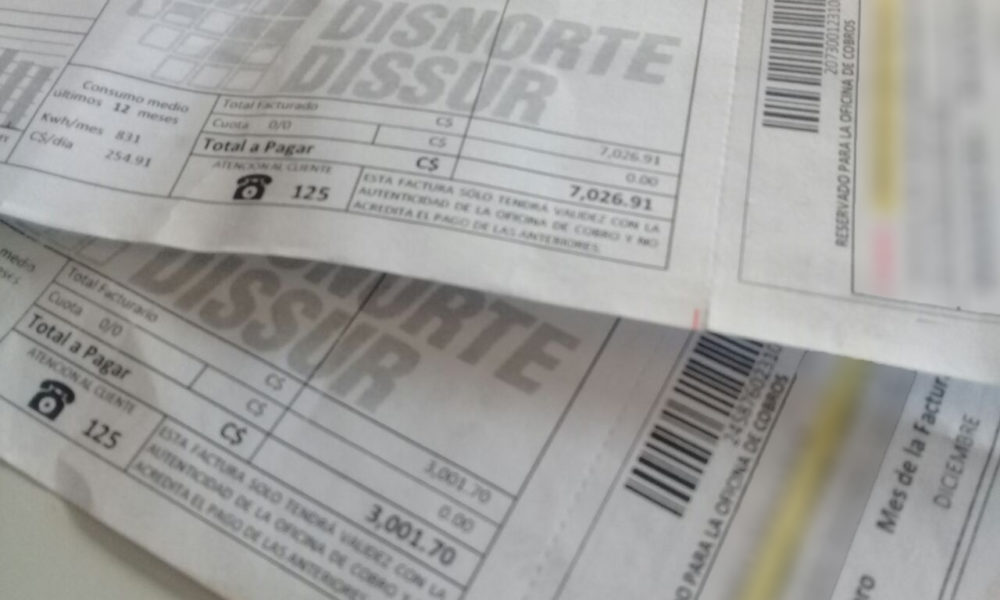 DISNORTE
DISSUR
Consumo medio
últimos 12 meses
Kwh/mes 831
C$/día 254.91
Total Facturado C$ 7,026.91
Cuota 0/0 C$ 0.00
Total a Pagar C$ 7,026.91
ATENCIÓN AL CLIENTE
125
ESTA FACTURA SOLO TENDRÁ VALIDEZ CON LA
AUTENTICIDAD DE LA OFICINA DE COBRO Y NO
ACREDITA EL PAGO DE LAS ANTERIORES.
RESERVADO PARA LA OFICINA DE COBROS
medio
DISSUR
Total Facturario C$ 3,001.70
Cuota 0/0 C$ 0.00
Total a Pagar C$ 3,001.70
ATENCIÓN AL CLIENTE
125
ESTA FACTURA SOLO TENDRÁ VALIDEZ CON LA
AUTENTICIDAD DE LA OFICINA DE COBRO Y
ACREDITA EL PAGO DE LAS ANTERIORES
O PARA LA OFICINA DE COBROS
Mes de la Factur
DICIEMBRE